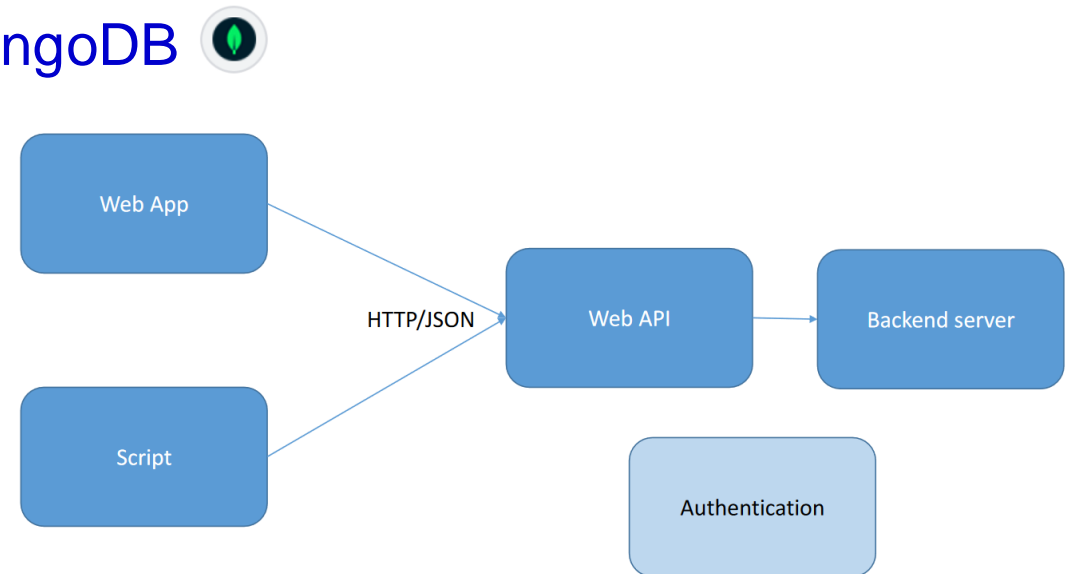 ngoDB
Web App
HTTP/JSON
Web API
Backend server
Script
Authentication